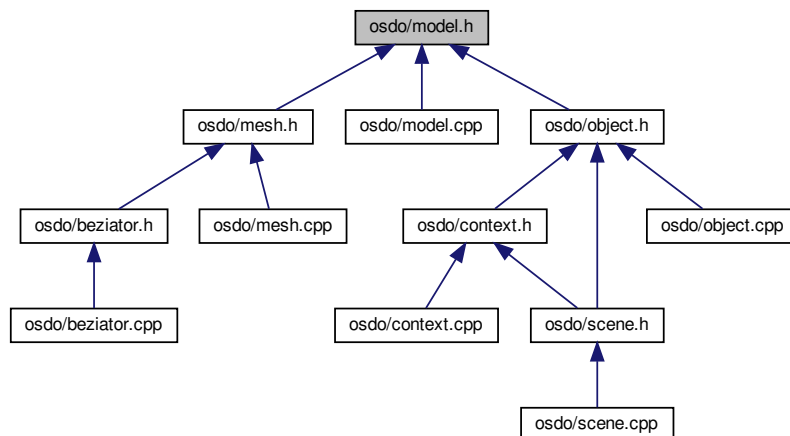 osdo/model.h
osdo/mesh.h
osdo/model.cpp
osdo/object.h
osdo/beziator.h
osdo/mesh.cpp
osdo/context.h
osdo/object.cpp
osdo/beziator.cpp
osdo/context.cpp
osdo/scene.h
osdo/scene.cpp